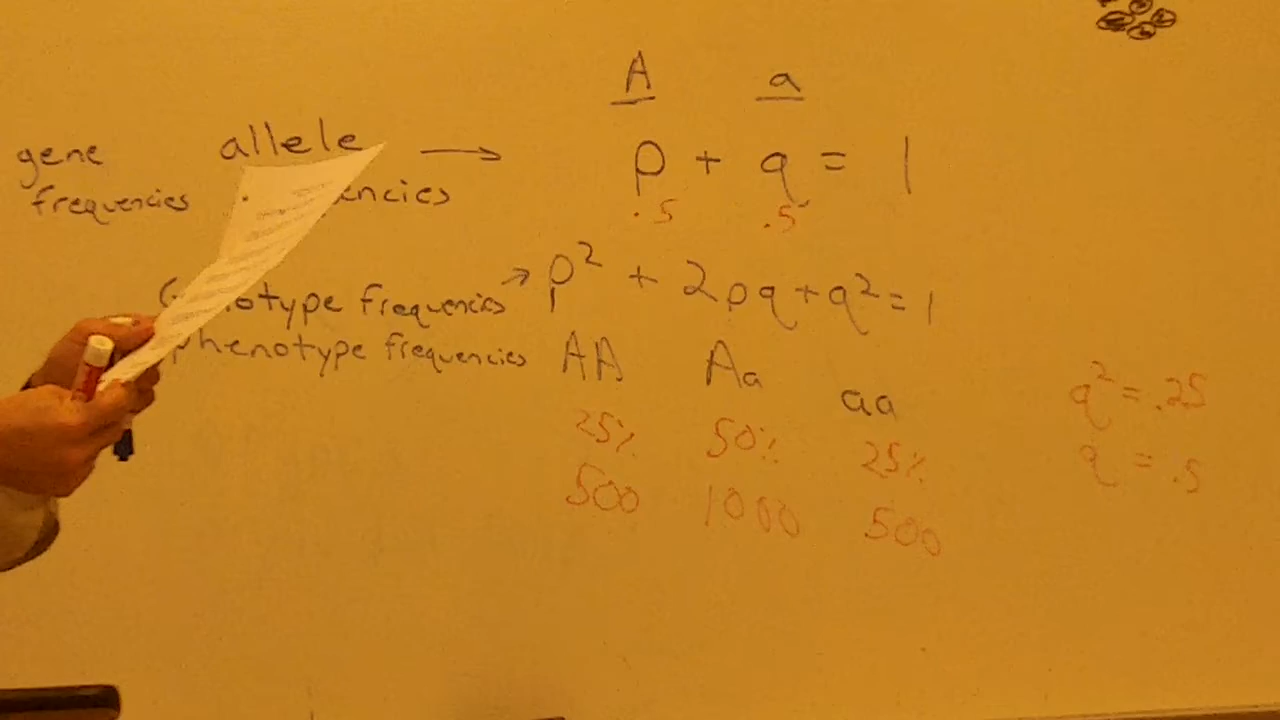 A a
gene allele → p + q = 1
frequencies
.5 .5
→ p² + 2pq + q² = 1
frequencies
phenotype frequencies AA Aa aa
q² = .25
25% 50% 25%
q = .5
500 1000 500